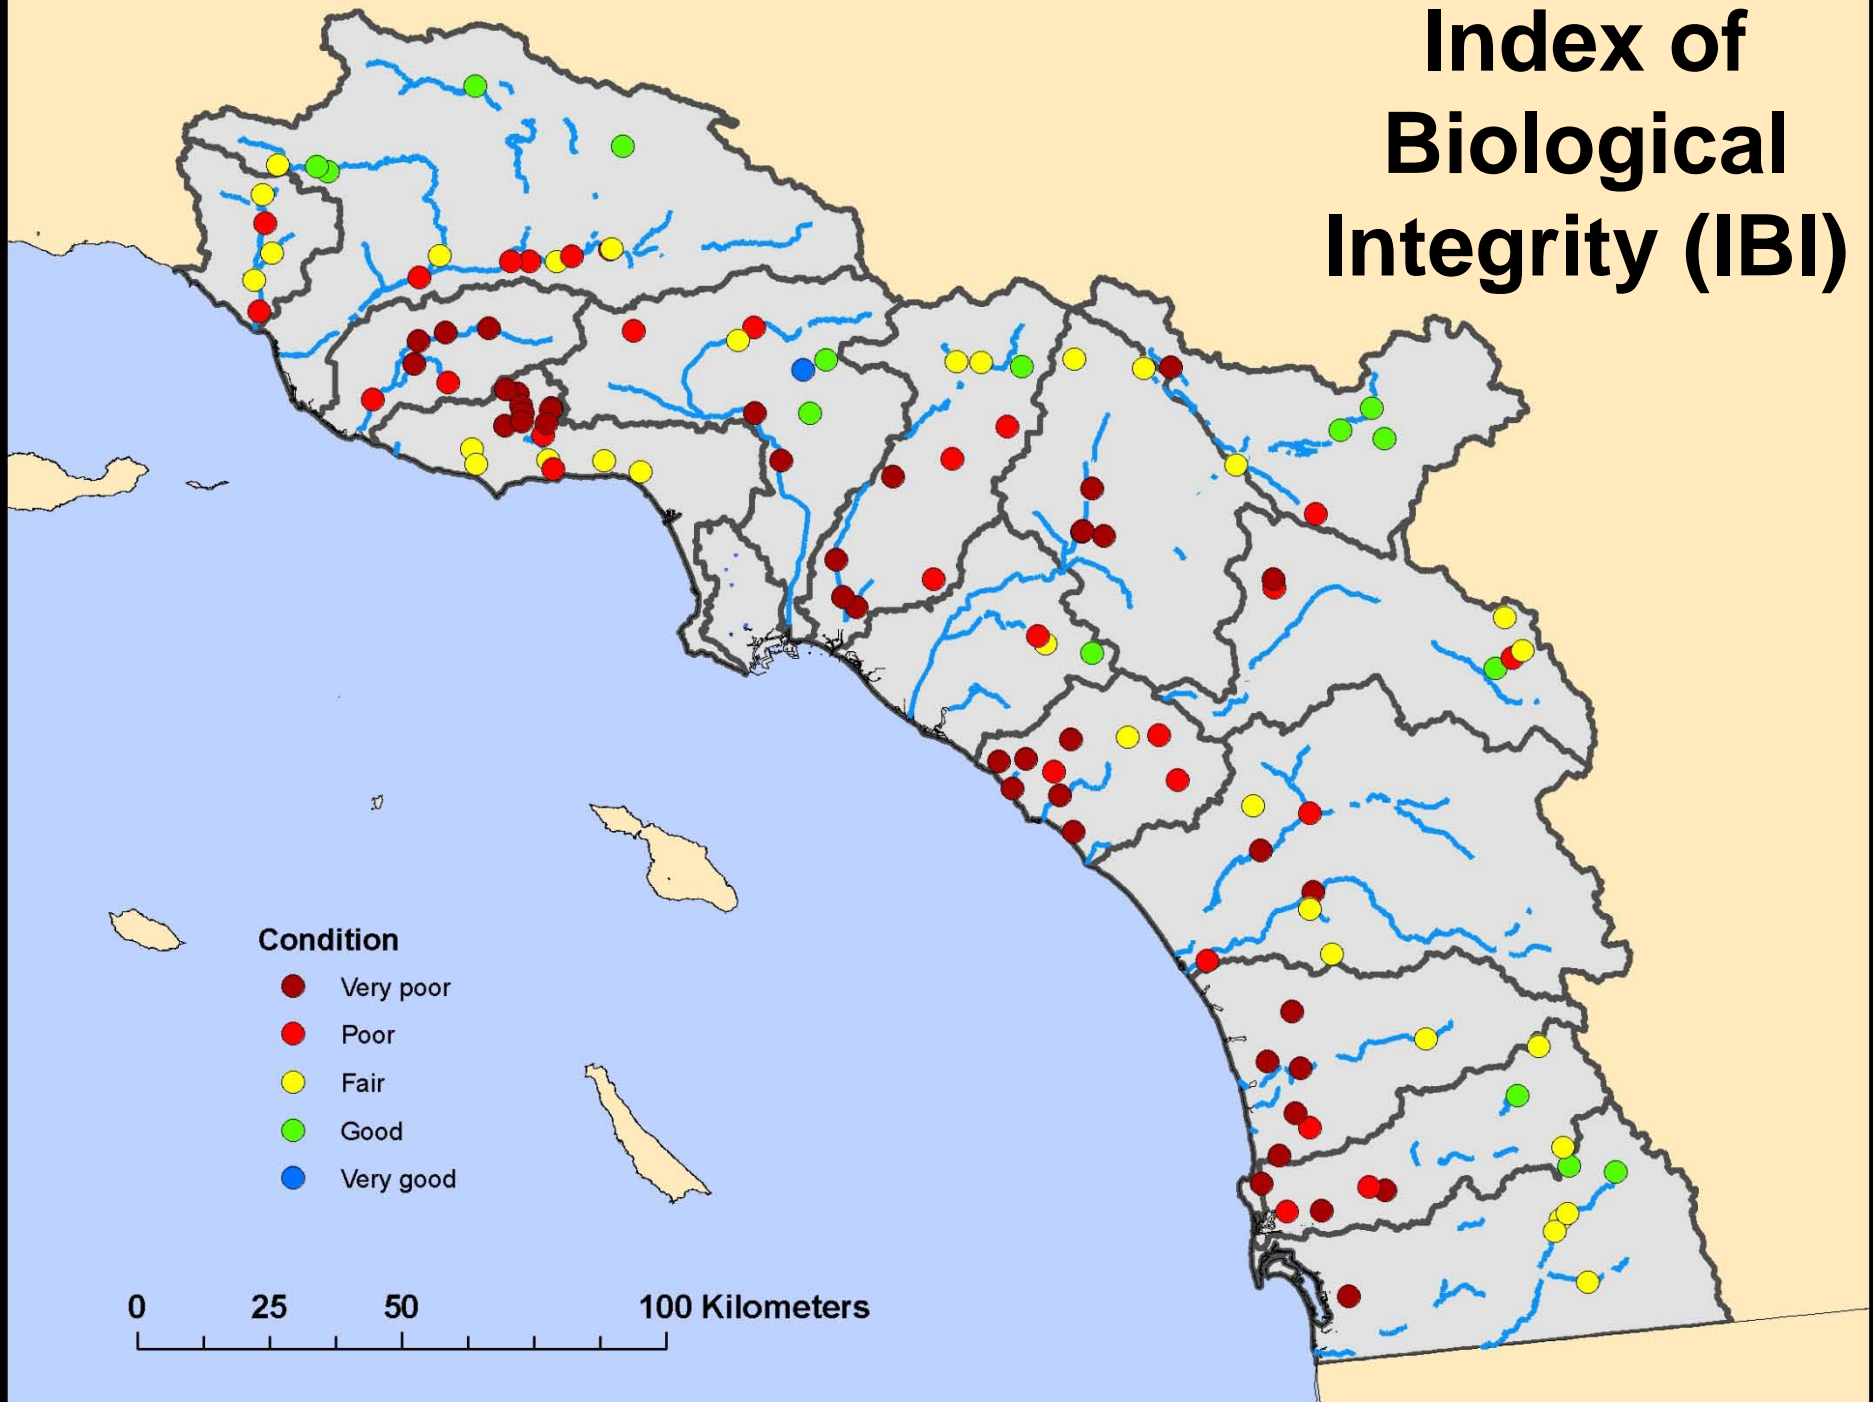 Index of
Biological
Integrity (IBI)
Condition
Very poor
Poor
Fair
Good
Very good
0 25 50 100 Kilometers